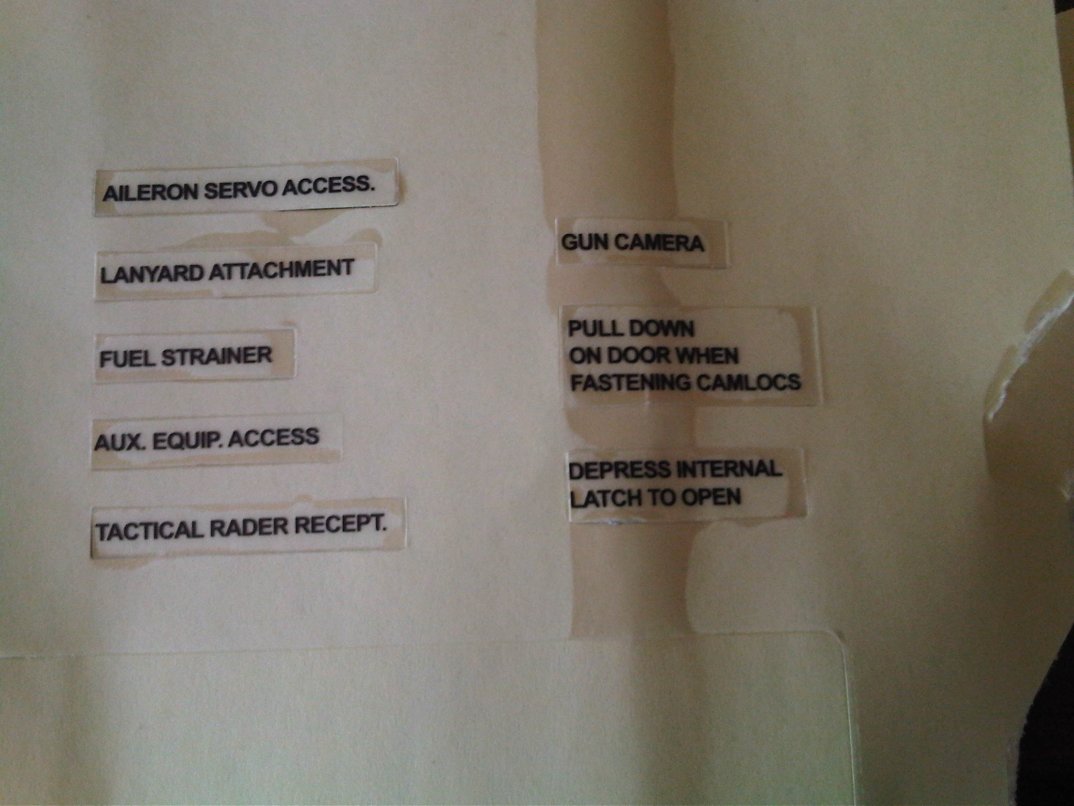 AILERON SERVO ACCESS.
LANYARD ATTACHMENT
FUEL STRAINER
AUX. EQUIP. ACCESS
TACTICAL RADER RECEPT.
GUN CAMERA
PULL DOWN
ON DOOR WHEN
FASTENING CAMLOCS
DEPRESS INTERNAL
LATCH TO OPEN